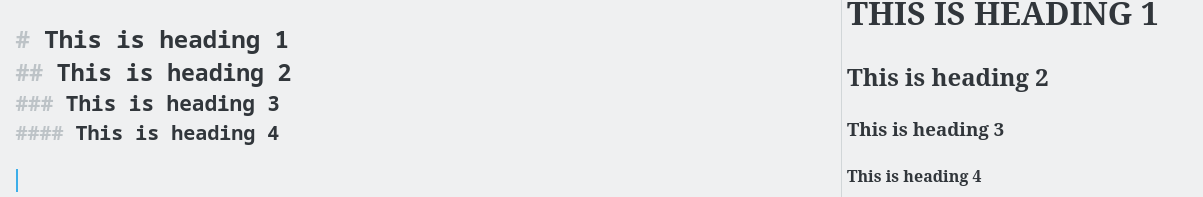 # This is heading 1
## This is heading 2
### This is heading 3
#### This is heading 4
THIS IS HEADING 1
This is heading 2
This is heading 3
This is heading 4